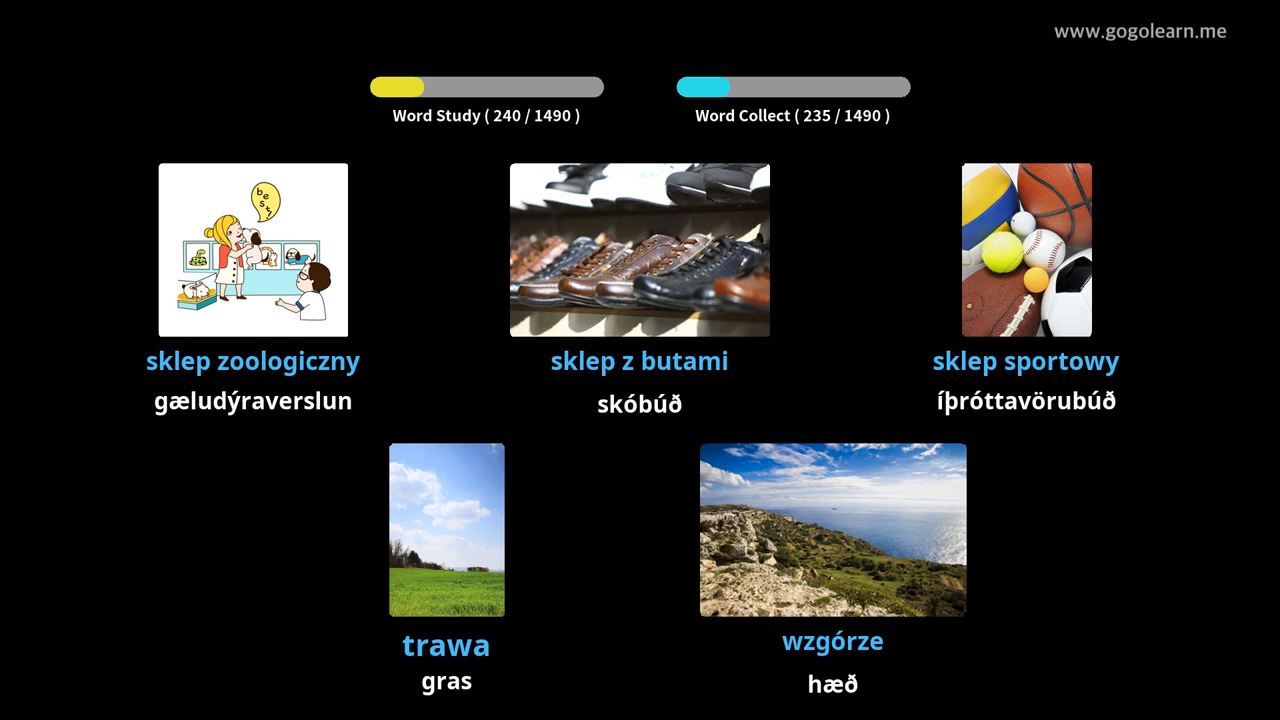 www.gogolearn.me
Word Study ( 240 / 1490 )
Word Collect ( 235 / 1490 )
best
sklep zoologiczny
sklep z butami
sklep sportowy
gæludýraverslun
skóbúð
íþróttavörubúð
trawa
wzgórze
gras
hæð